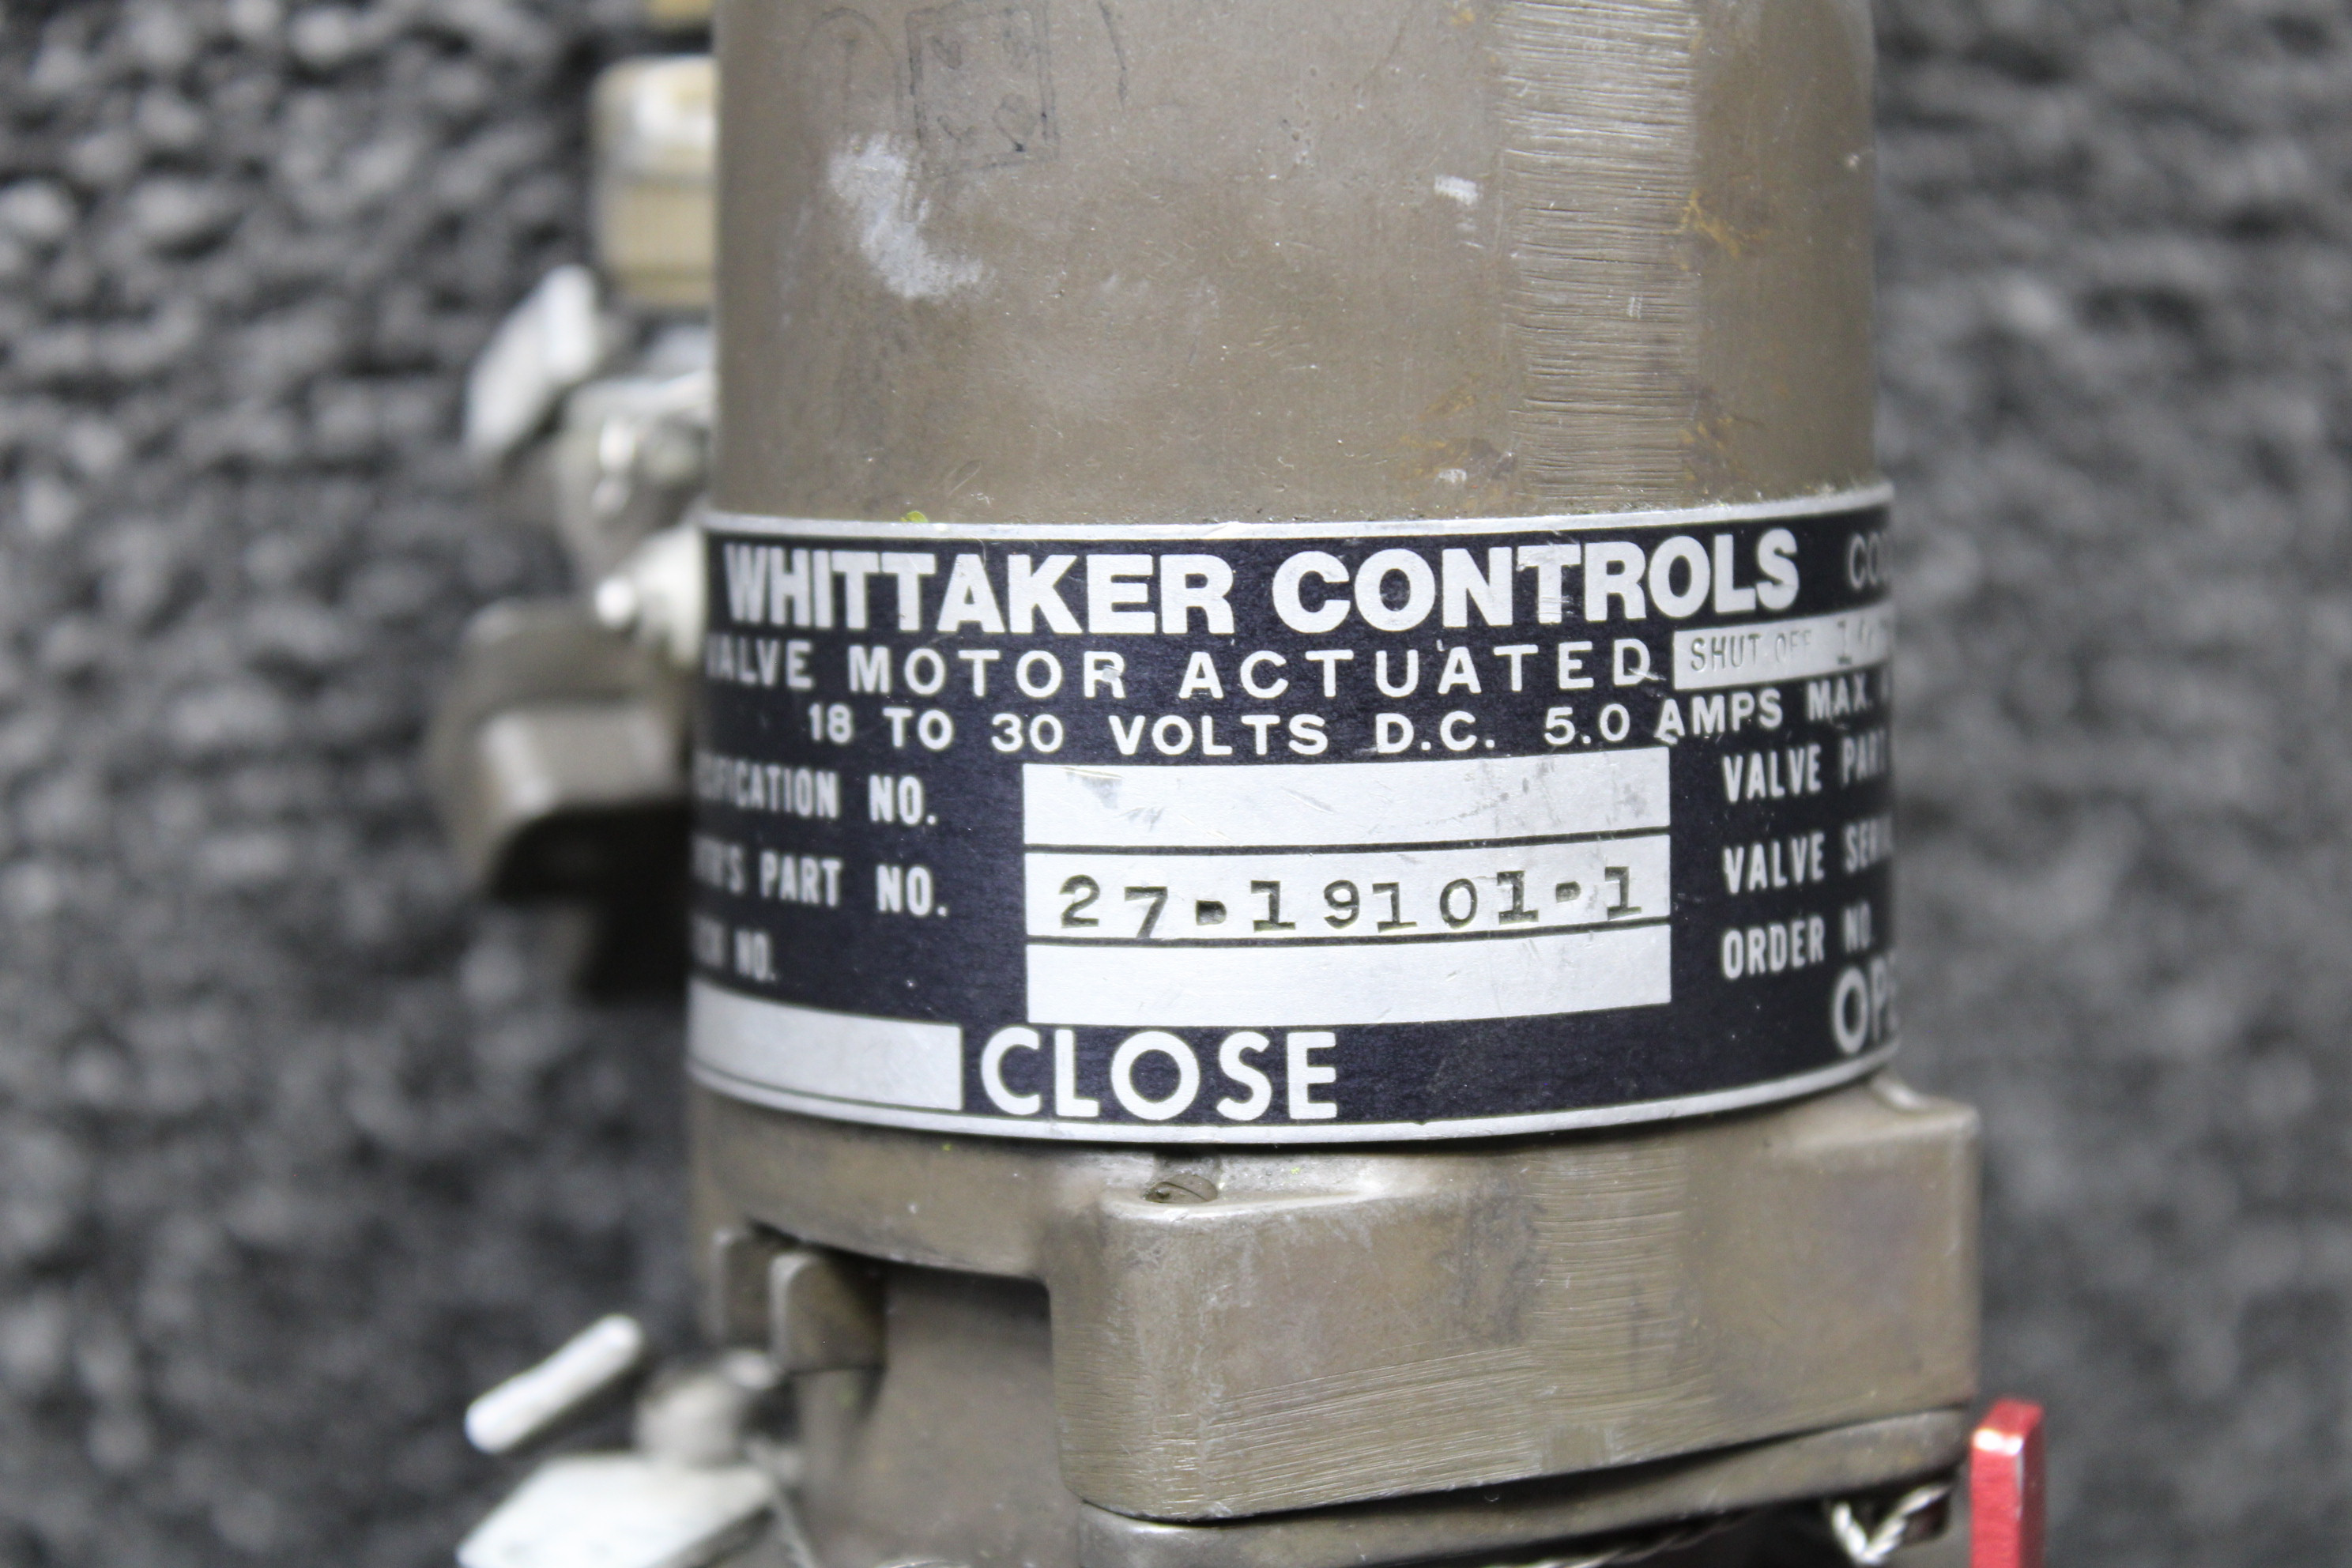 WHITTAKER CONTROLS
VALVE MOTOR ACTUATED SHUT OFF
18 TO 30 VOLTS D.C. 5.0 AMPS MAX.
NO. VALVE
PART NO. 27-19101-1 VALVE
NO. ORDER NO.
CLOSE